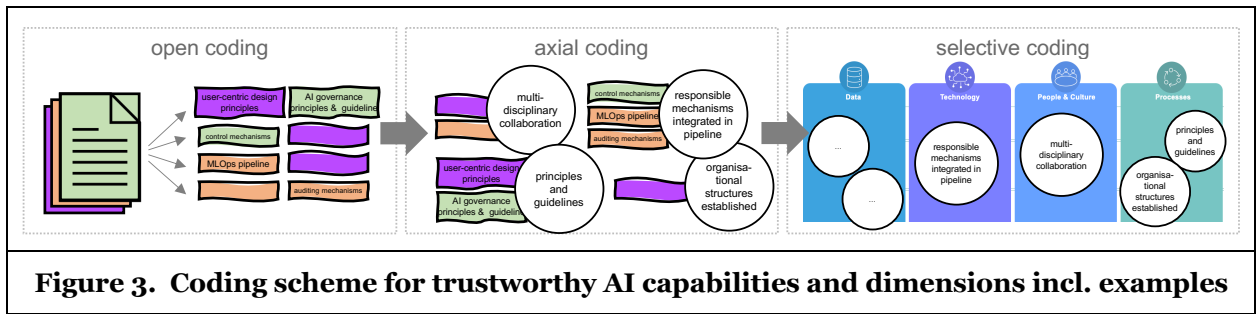 open coding
user-centric design
principles
AI governance
principles & guideline
control mechanisms
MLOps pipeline
auditing mechanisms
axial coding
multi-
disciplinary
collaboration
control mechanisms
MLOps pipeline
auditing mechanisms
responsible
mechanisms
integrated in
pipeline
user-centric design
principles
AI governance
principles & guideline
principles
and
guidelines
organisa-
tional
structures
established
selective coding
Data
Technology
People & Culture
Processes
...
...
responsible
mechanisms
integrated in
pipeline
multi-
disciplinary
collaboration
principles
and
guidelines
organisa-
tional
structures
established
Figure 3. Coding scheme for trustworthy AI capabilities and dimensions incl. examples